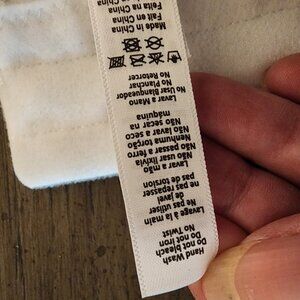 Hand Wash
Do not bleach
Do not iron
No Twist
Lavage à la main
Ne pas utiliser
de javel
ne pas repasser
pas de torsion
Lavar a mão
Não usar lixívia
Não passar a ferro
Nenhuma torção
Não lavar a seco
Não secar na
máquina
Lavar a Mano
No Usar Blanqueador
No Planchar
No Retorcer
Made in China
Fait en Chine
Feito na China